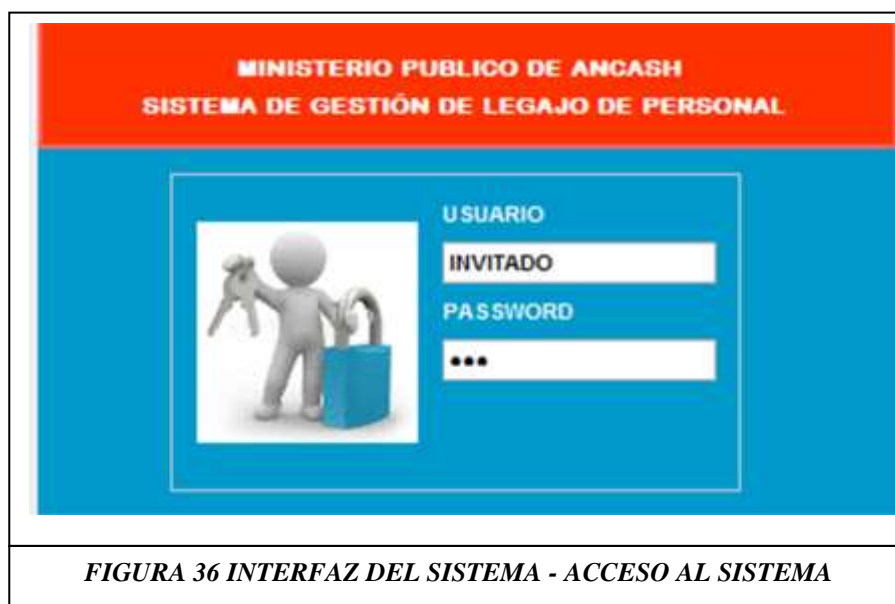 MINISTERIO PUBLICO DE ANCASH
SISTEMA DE GESTIÓN DE LEGAJO DE PERSONAL
USUARIO
INVITADO
PASSWORD
•••
FIGURA 36 INTERFAZ DEL SISTEMA - ACCESO AL SISTEMA